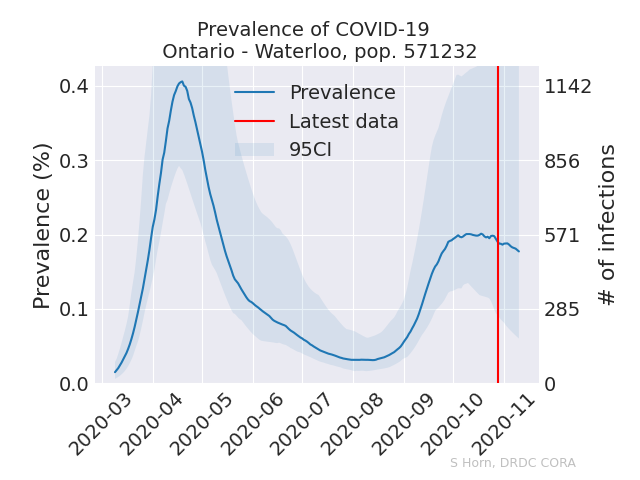 Prevalence of COVID-19
Ontario - Waterloo, pop. 571232
Prevalence
Latest data
95CI
Prevalence (%)
0.4
0.3
0.2
0.1
0.0
1142
856
571
285
0
# of infections
2020-03
2020-04
2020-05
2020-06
2020-07
2020-08
2020-09
2020-10
2020-11
S Horn, DRDC CORA